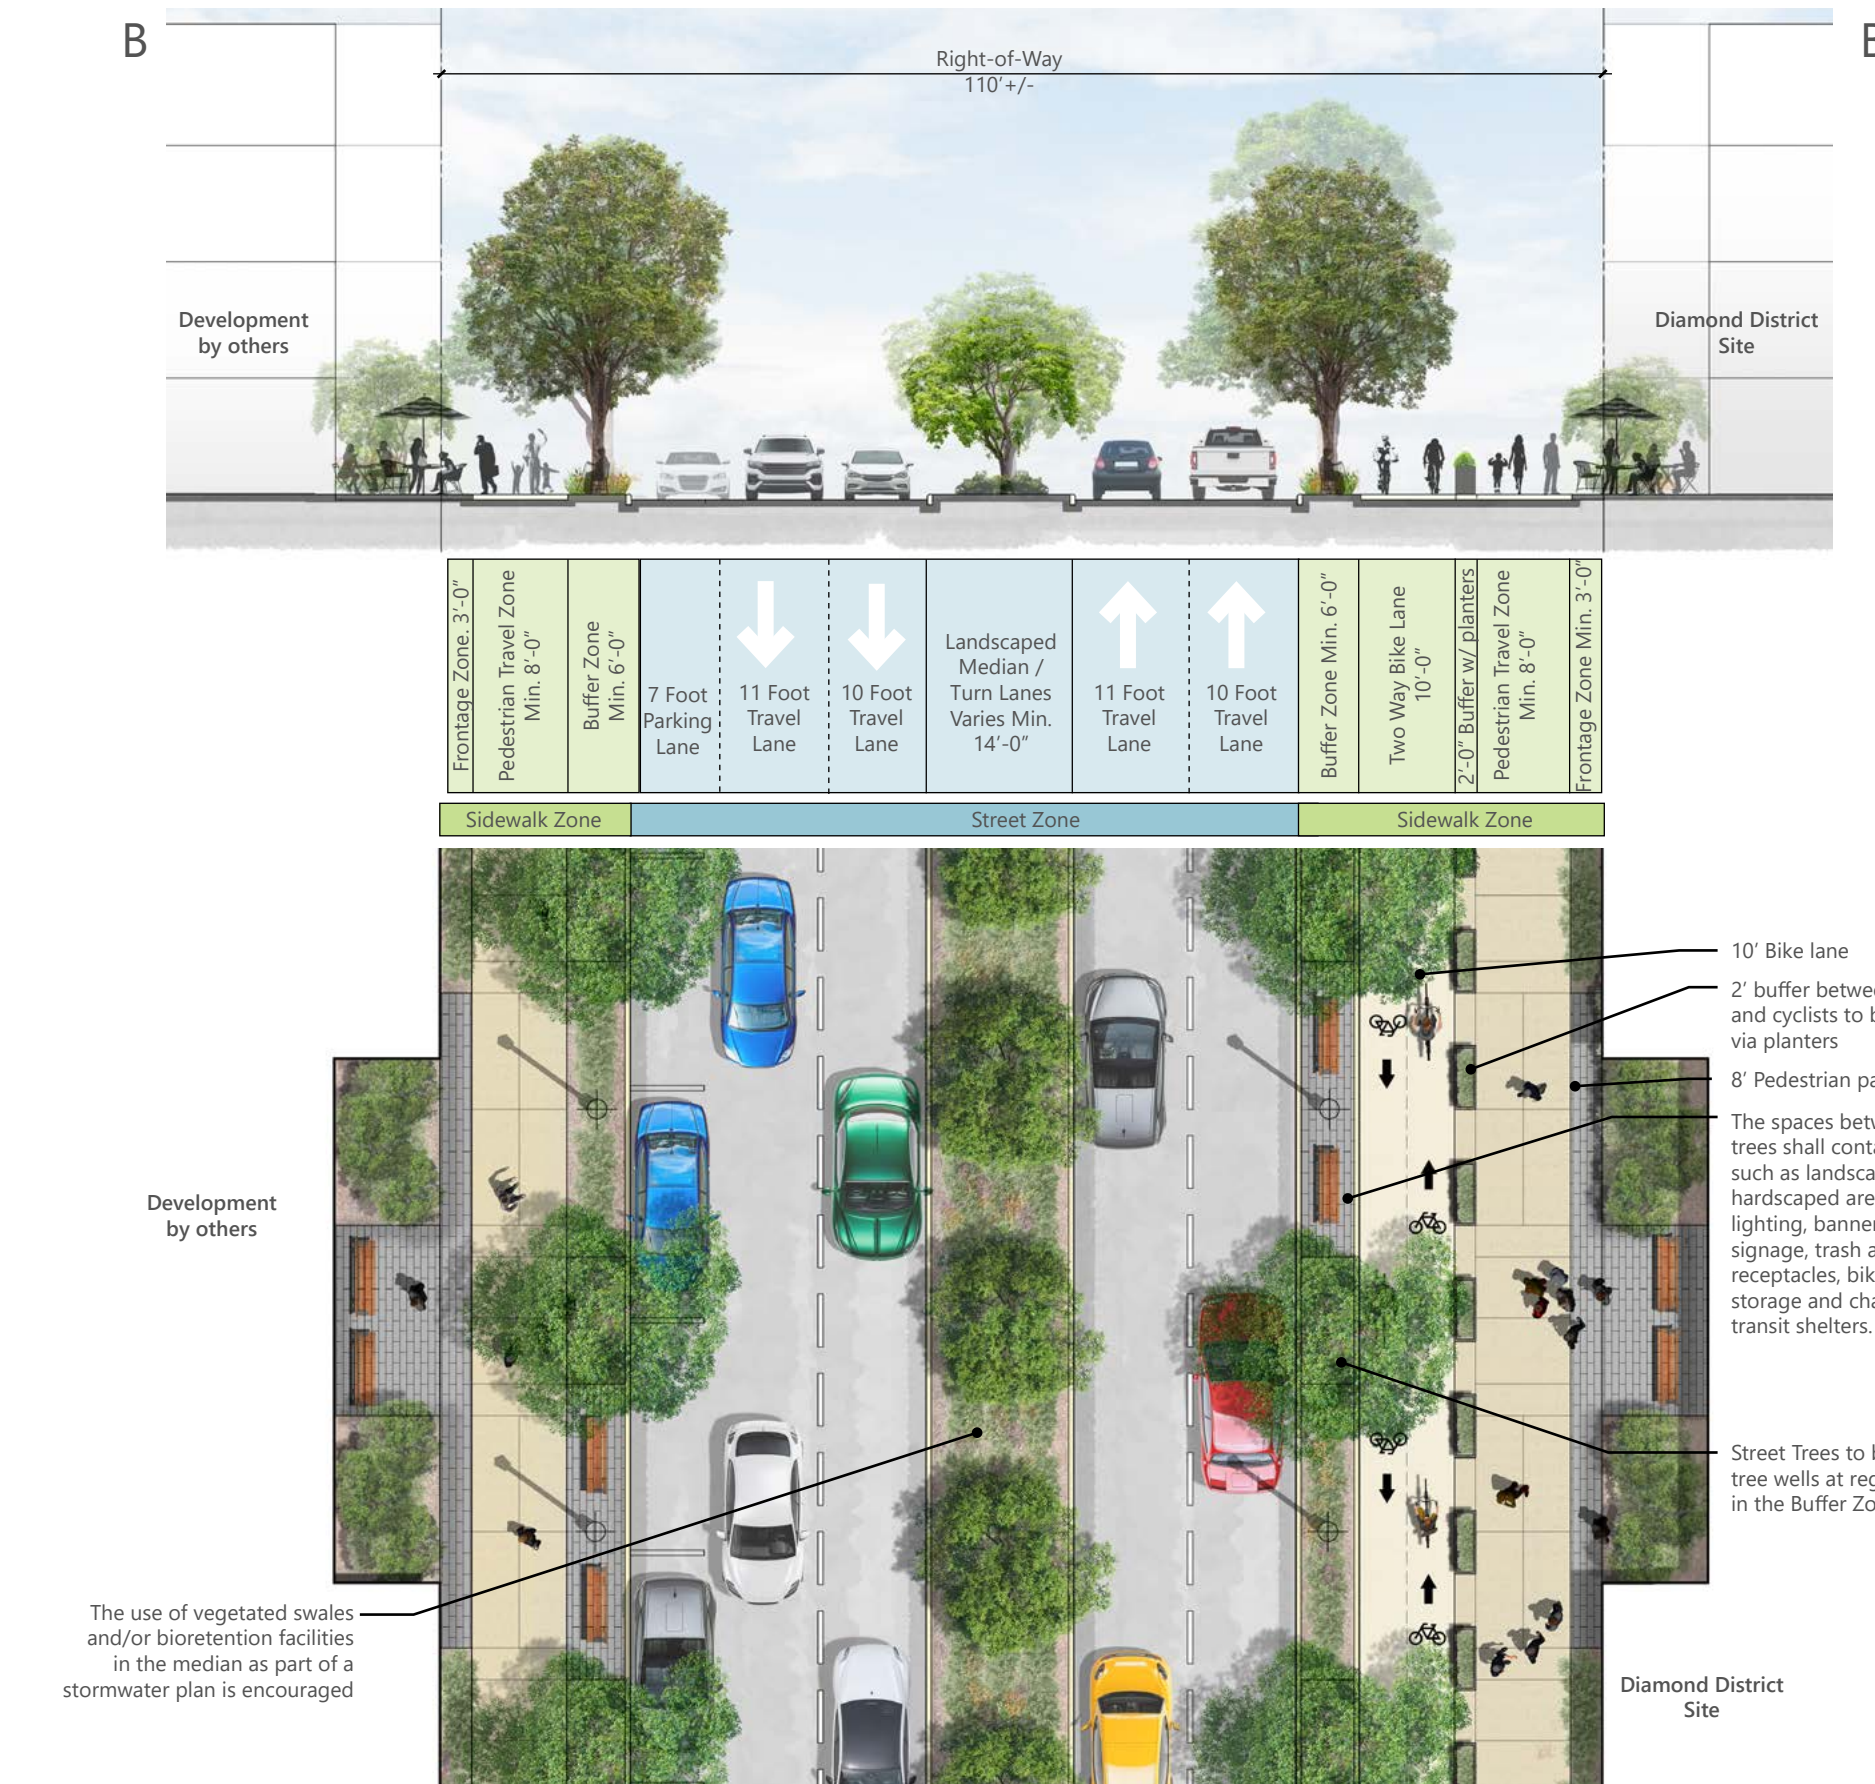 B
Right-of-Way
110’+/-
Development
by others
Diamond District
Site
Frontage Zone. 3’-0”
Pedestrian Travel Zone
Min. 8’-0”
Buffer Zone
Min. 6’-0”
7 Foot
Parking
Lane
11 Foot
Travel
Lane
10 Foot
Travel
Lane
Landscaped
Median /
Turn Lanes
Varies Min.
14’-0”
11 Foot
Travel
Lane
10 Foot
Travel
Lane
Buffer Zone Min. 6’-0”
Two Way Bike Lane
10’-0”
2’-0” Buffer w/ planters
Pedestrian Travel Zone
Min. 8’-0”
Frontage Zone Min. 3’-0”
Sidewalk Zone
Street Zone
Sidewalk Zone
10’ Bike lane
2’ buffer
and cyclists to
via planters
8’ Pedestrian
The spaces
trees shall
such as
hardscaped
lighting,
signage, trash
receptacles,
storage and
transit shelters.
Development
by others
Street Trees to
tree wells at
in the Buffer
The use of vegetated swales
and/or bioretention facilities
in the median as part of a
stormwater plan is encouraged
Diamond District
Site